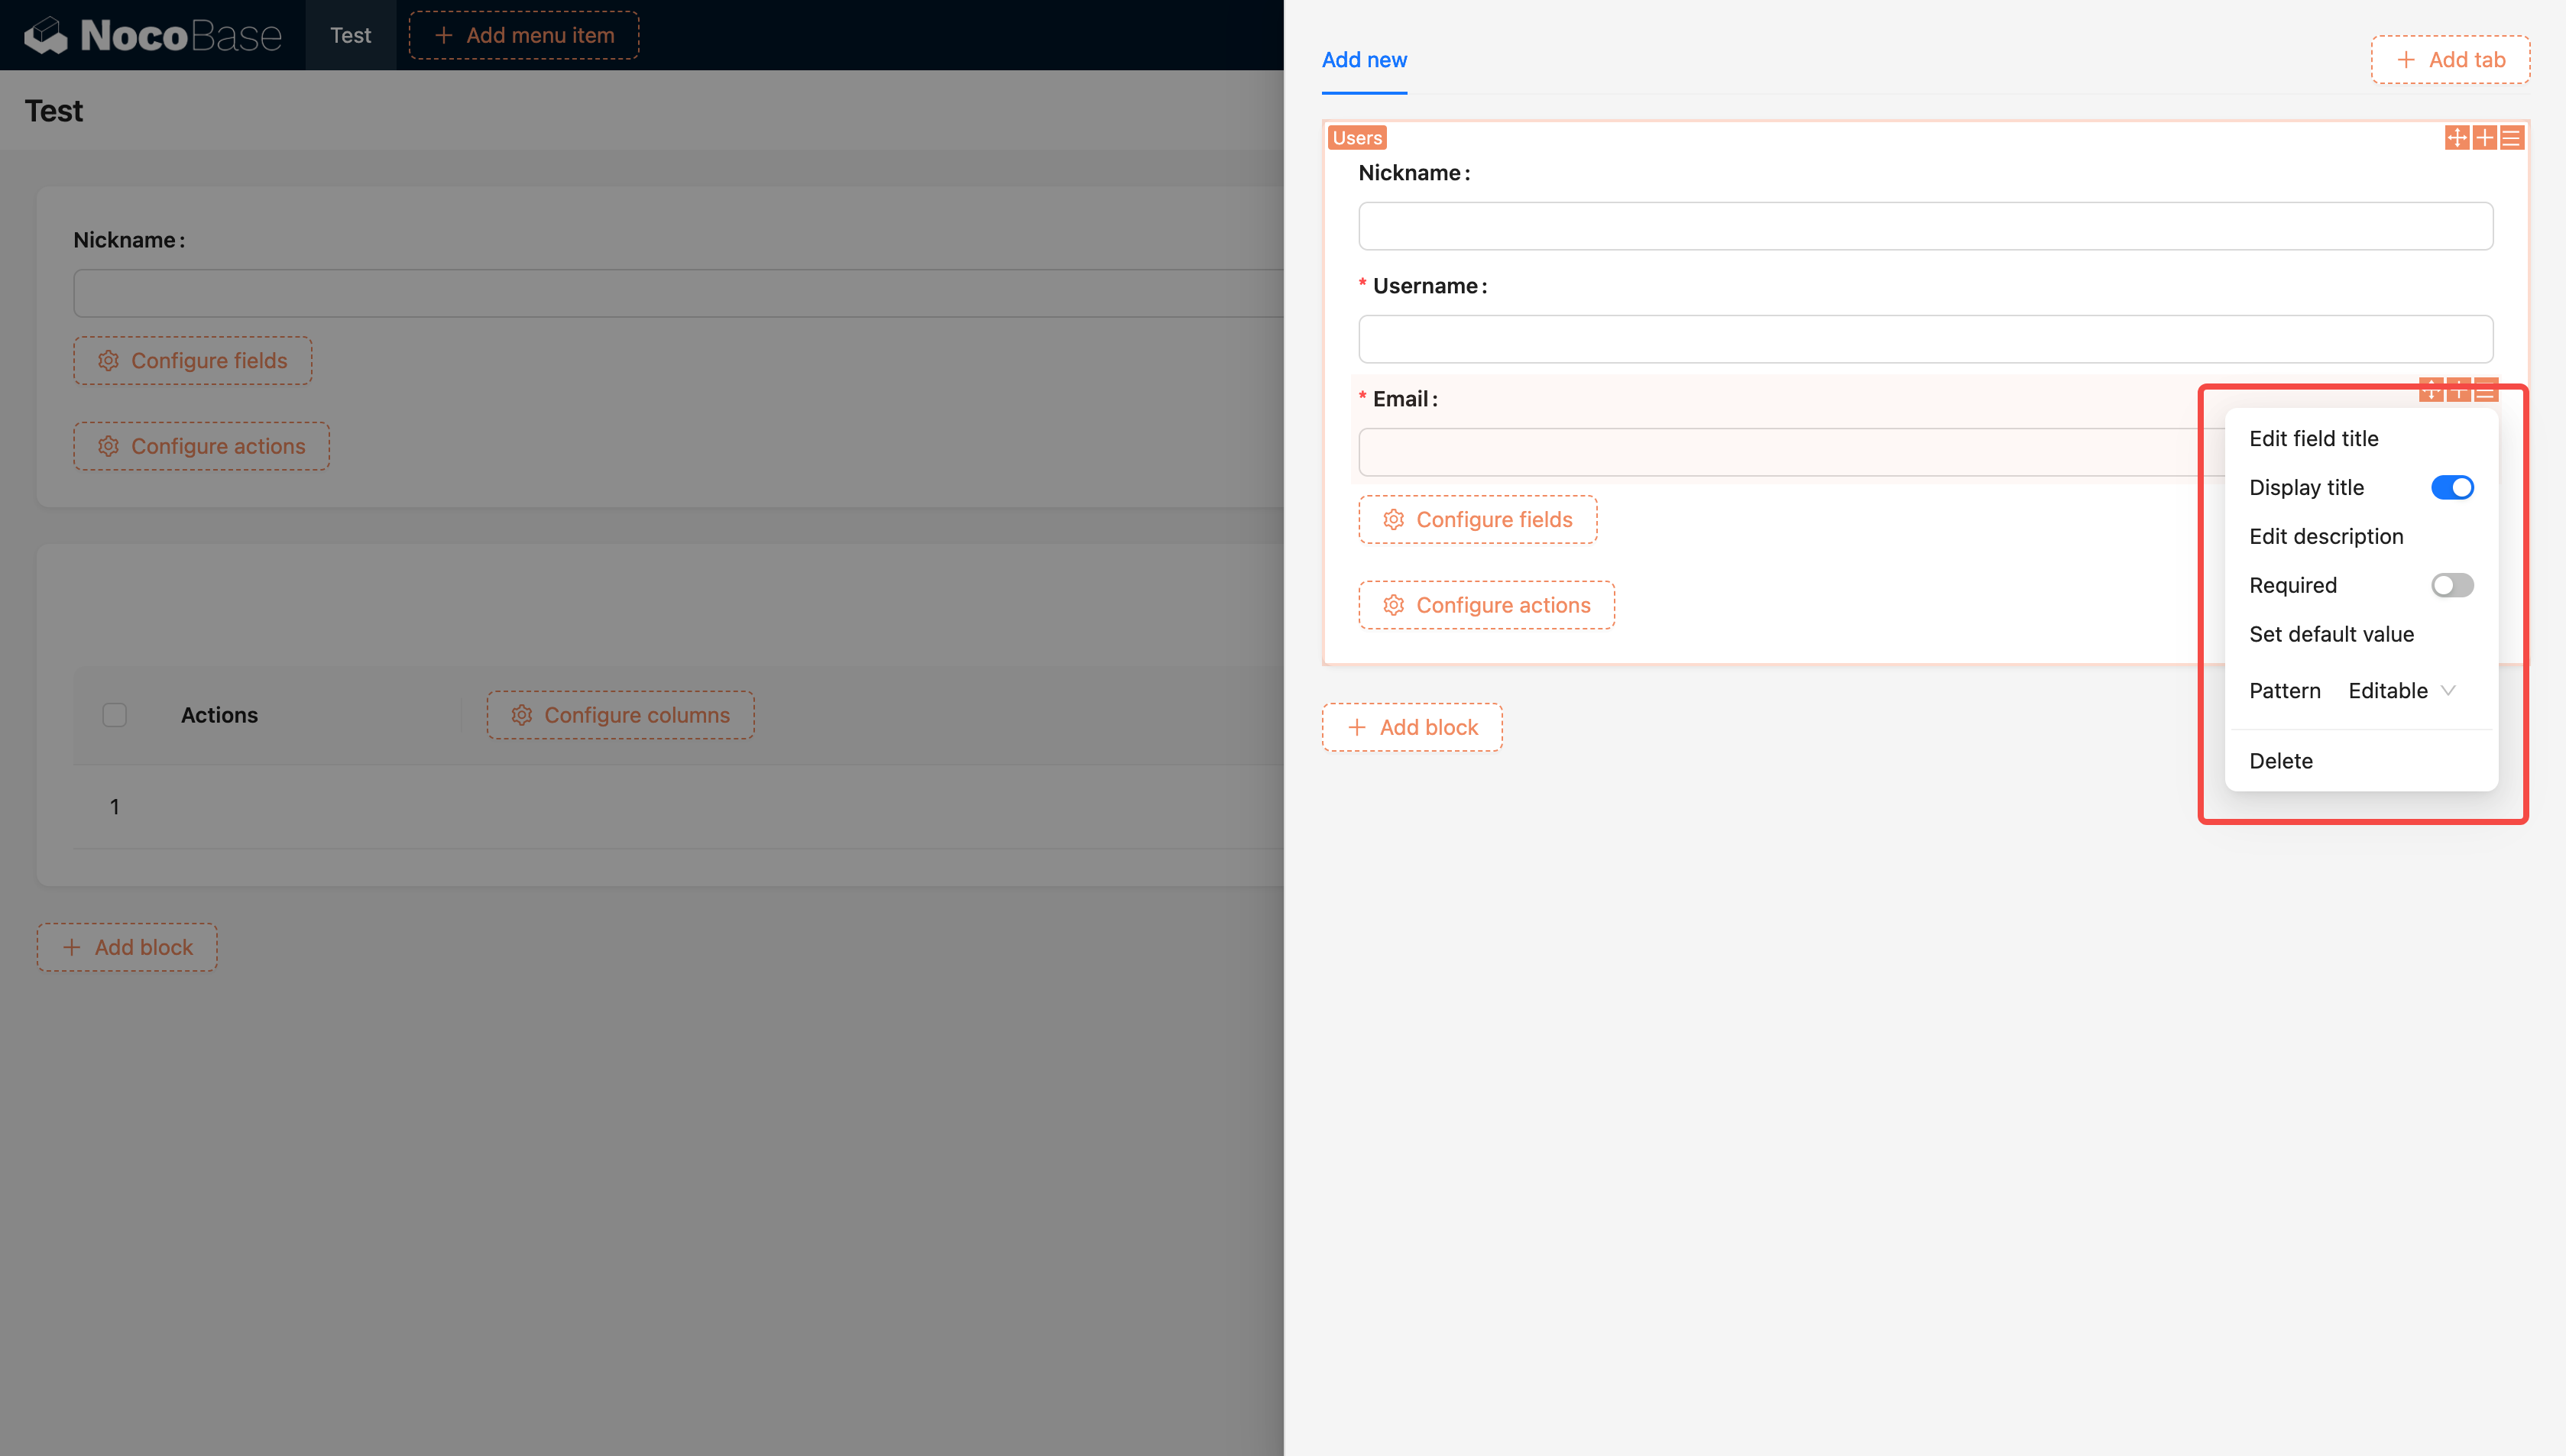 NocoBase
Test
Add menu item
Test
Nickname:
Configure fields
Configure actions
Actions
Configure columns
1
Add block
Add new
Add tab
Users
Nickname:
* Username:
* Email:
Configure fields
Configure actions
Add block
Edit field title
Display title
Edit description
Required
Set default value
Pattern Editable
Delete